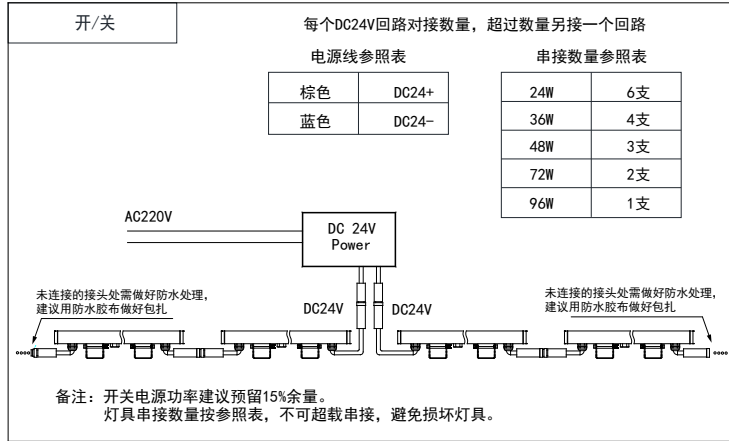 开/关
每个DC24V回路对接数量，超过数量另接一个回路
电源线参照表
棕色 DC24+
蓝色 DC24-
串接数量参照表
24W 6支
36W 4支
48W 3支
72W 2支
96W 1支
AC220V
DC 24V
Power
未连接的接头处需做好防水处理，
建议用防水胶布做好包扎
DC24V
DC24V
未连接的接头处需做好防水处理，
建议用防水胶布做好包扎
备注：开关电源功率建议预留15%余量。
灯具串接数量按参照表，不可超载串接，避免损坏灯具。